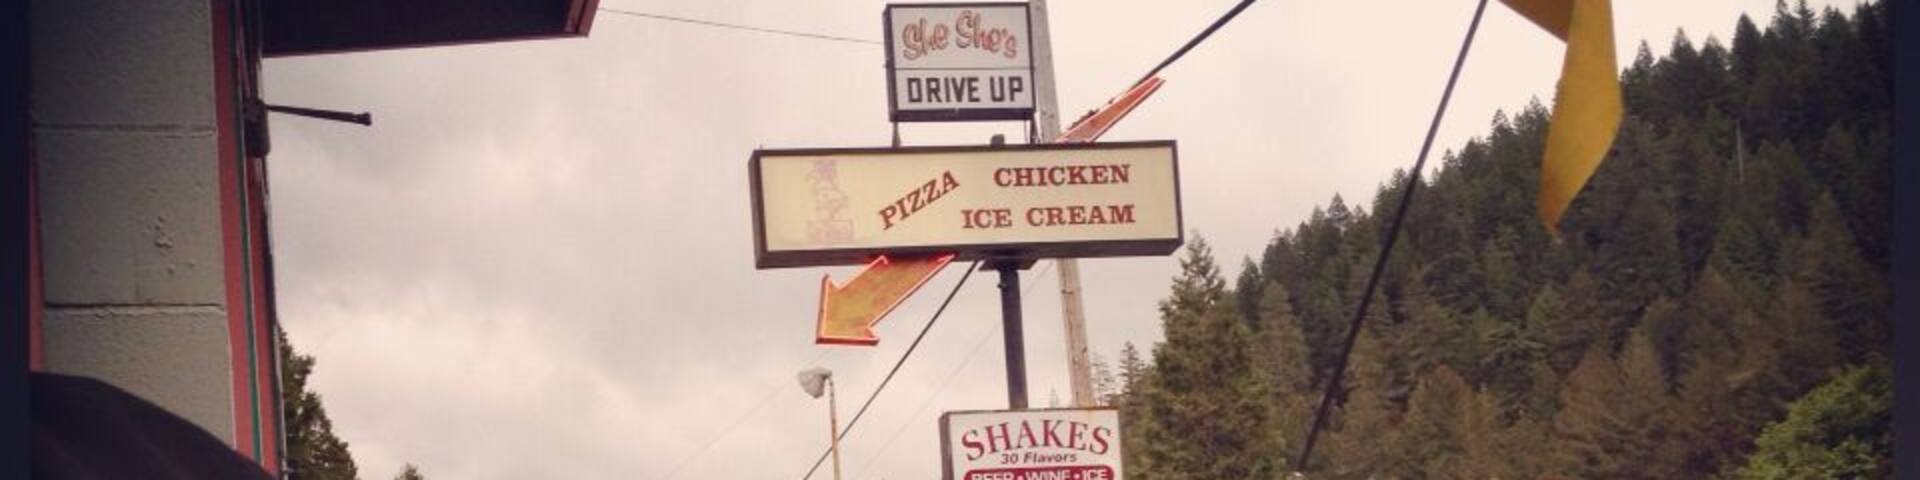 She She's
DRIVE UP
PIZZA CHICKEN
ICE CREAM
SHAKES
30 Flavors
BEER • WINE • ICE